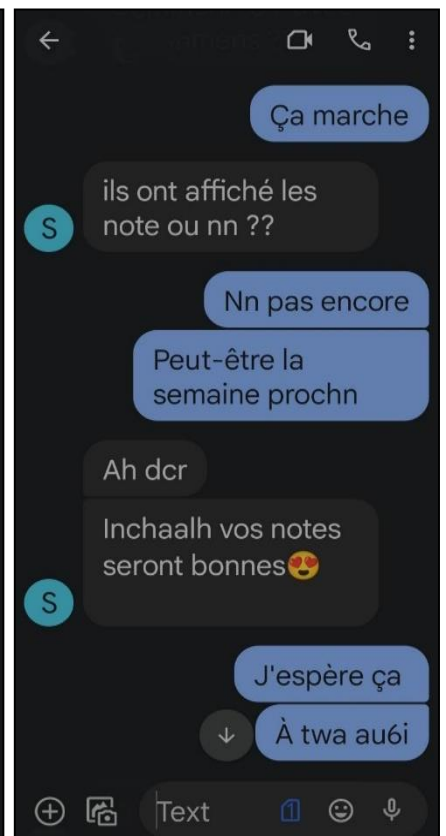 Ça marche
ils ont affiché les
note ou nn ??
S
Nn pas encore
Peut-être la
semaine prochn
Ah dcr
Inchaalh vos notes
seront bonnes😍
S
J'espère ça
À twa au6i
Text
1